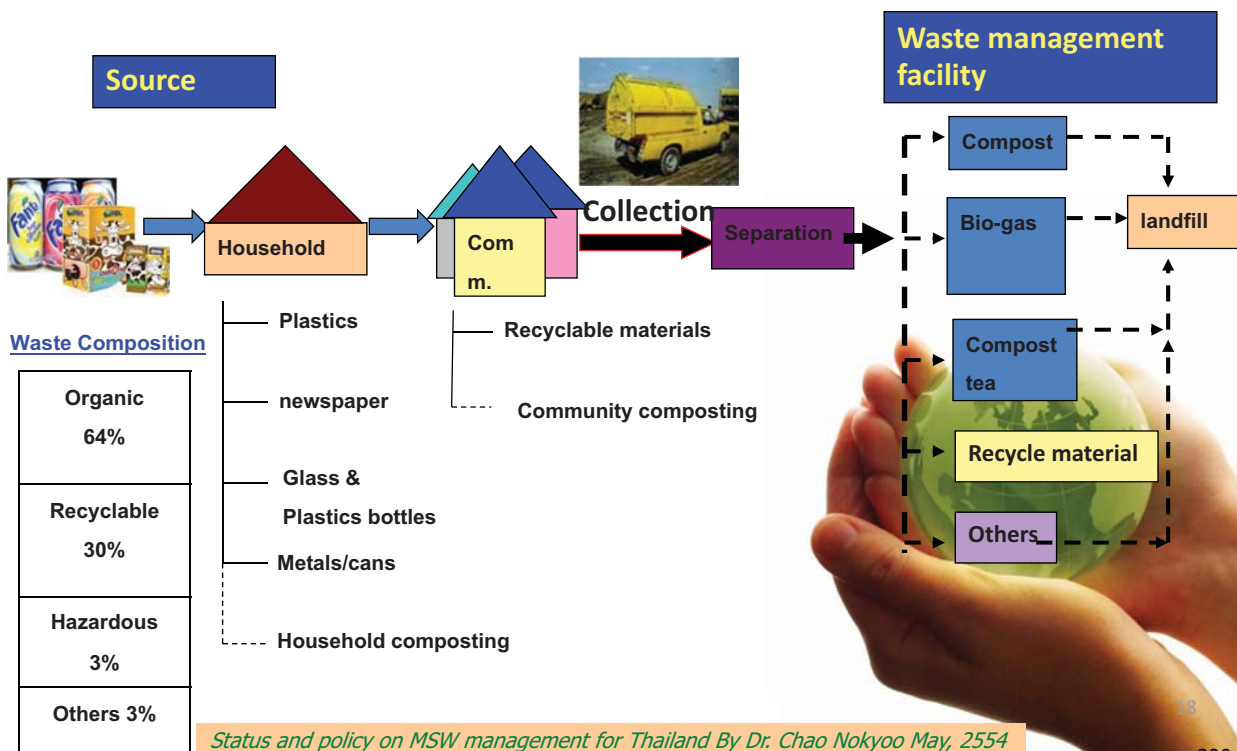 Source
Waste management
facility
Fanta
Fanta
Household
Com
m.
Collection
Separation
Compost
Bio-gas
Compost
tea
Recycle material
Others
landfill
Waste Composition
Organic
64%
Recyclable
30%
Hazardous
3%
Others 3%
Plastics
newspaper
Glass &
Plastics bottles
Metals/cans
Household composting
Recyclable materials
Community composting
18
Status and policy on MSW management for Thailand By Dr. Chao Nokyoo May, 2554